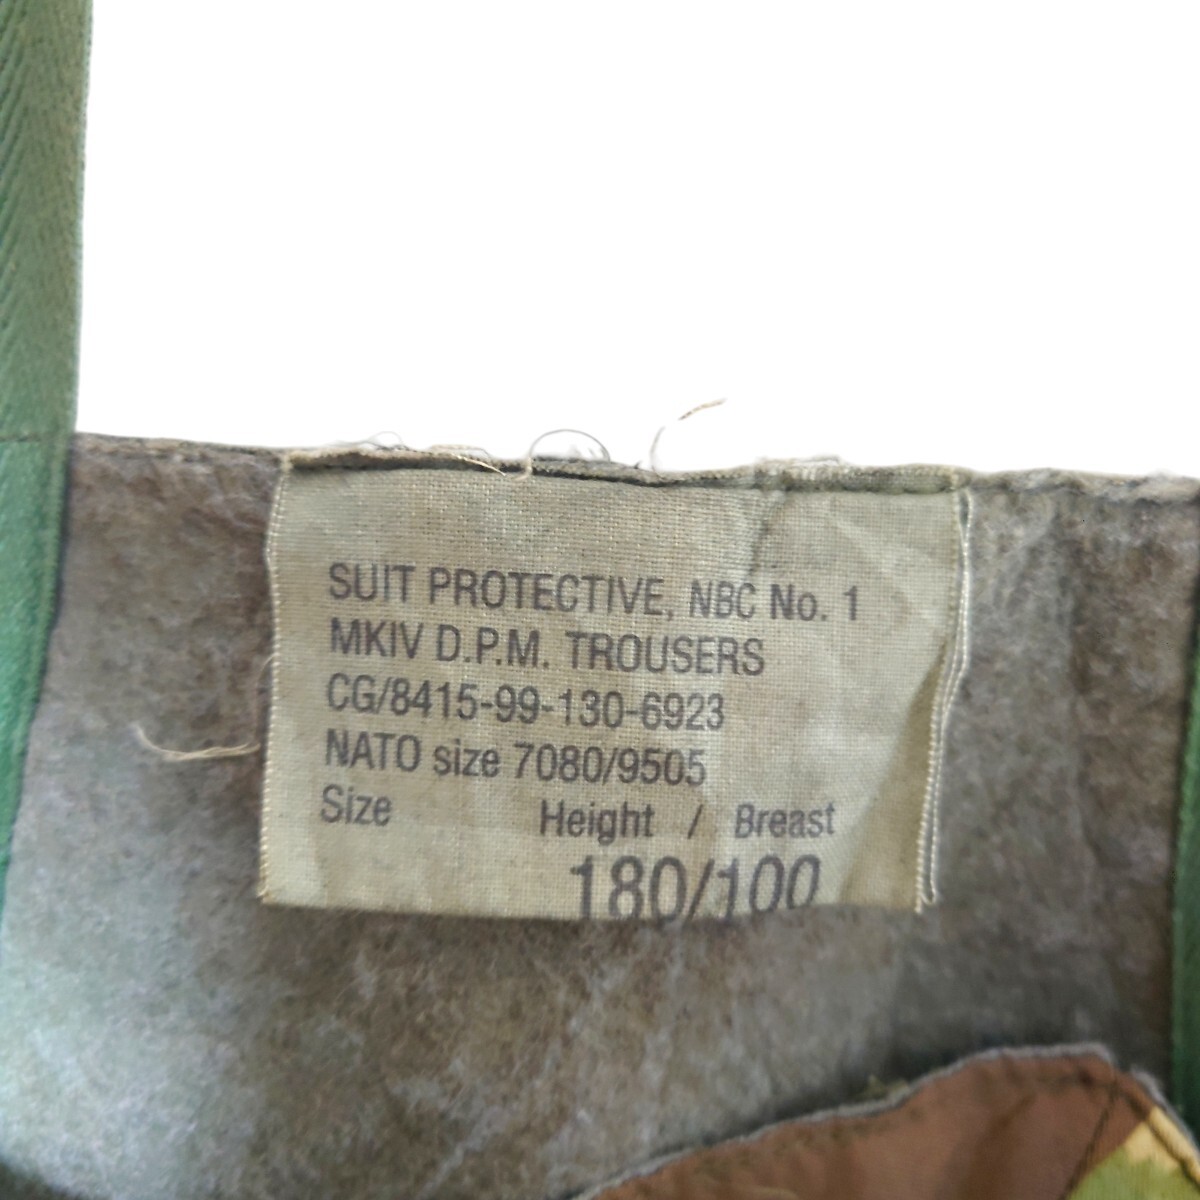 SUIT PROTECTIVE, NBC No. 1
MKIV D.P.M. TROUSERS
CG/8415-99-130-6923
NATO size 7080/9505
Size Height / Breast
180/100